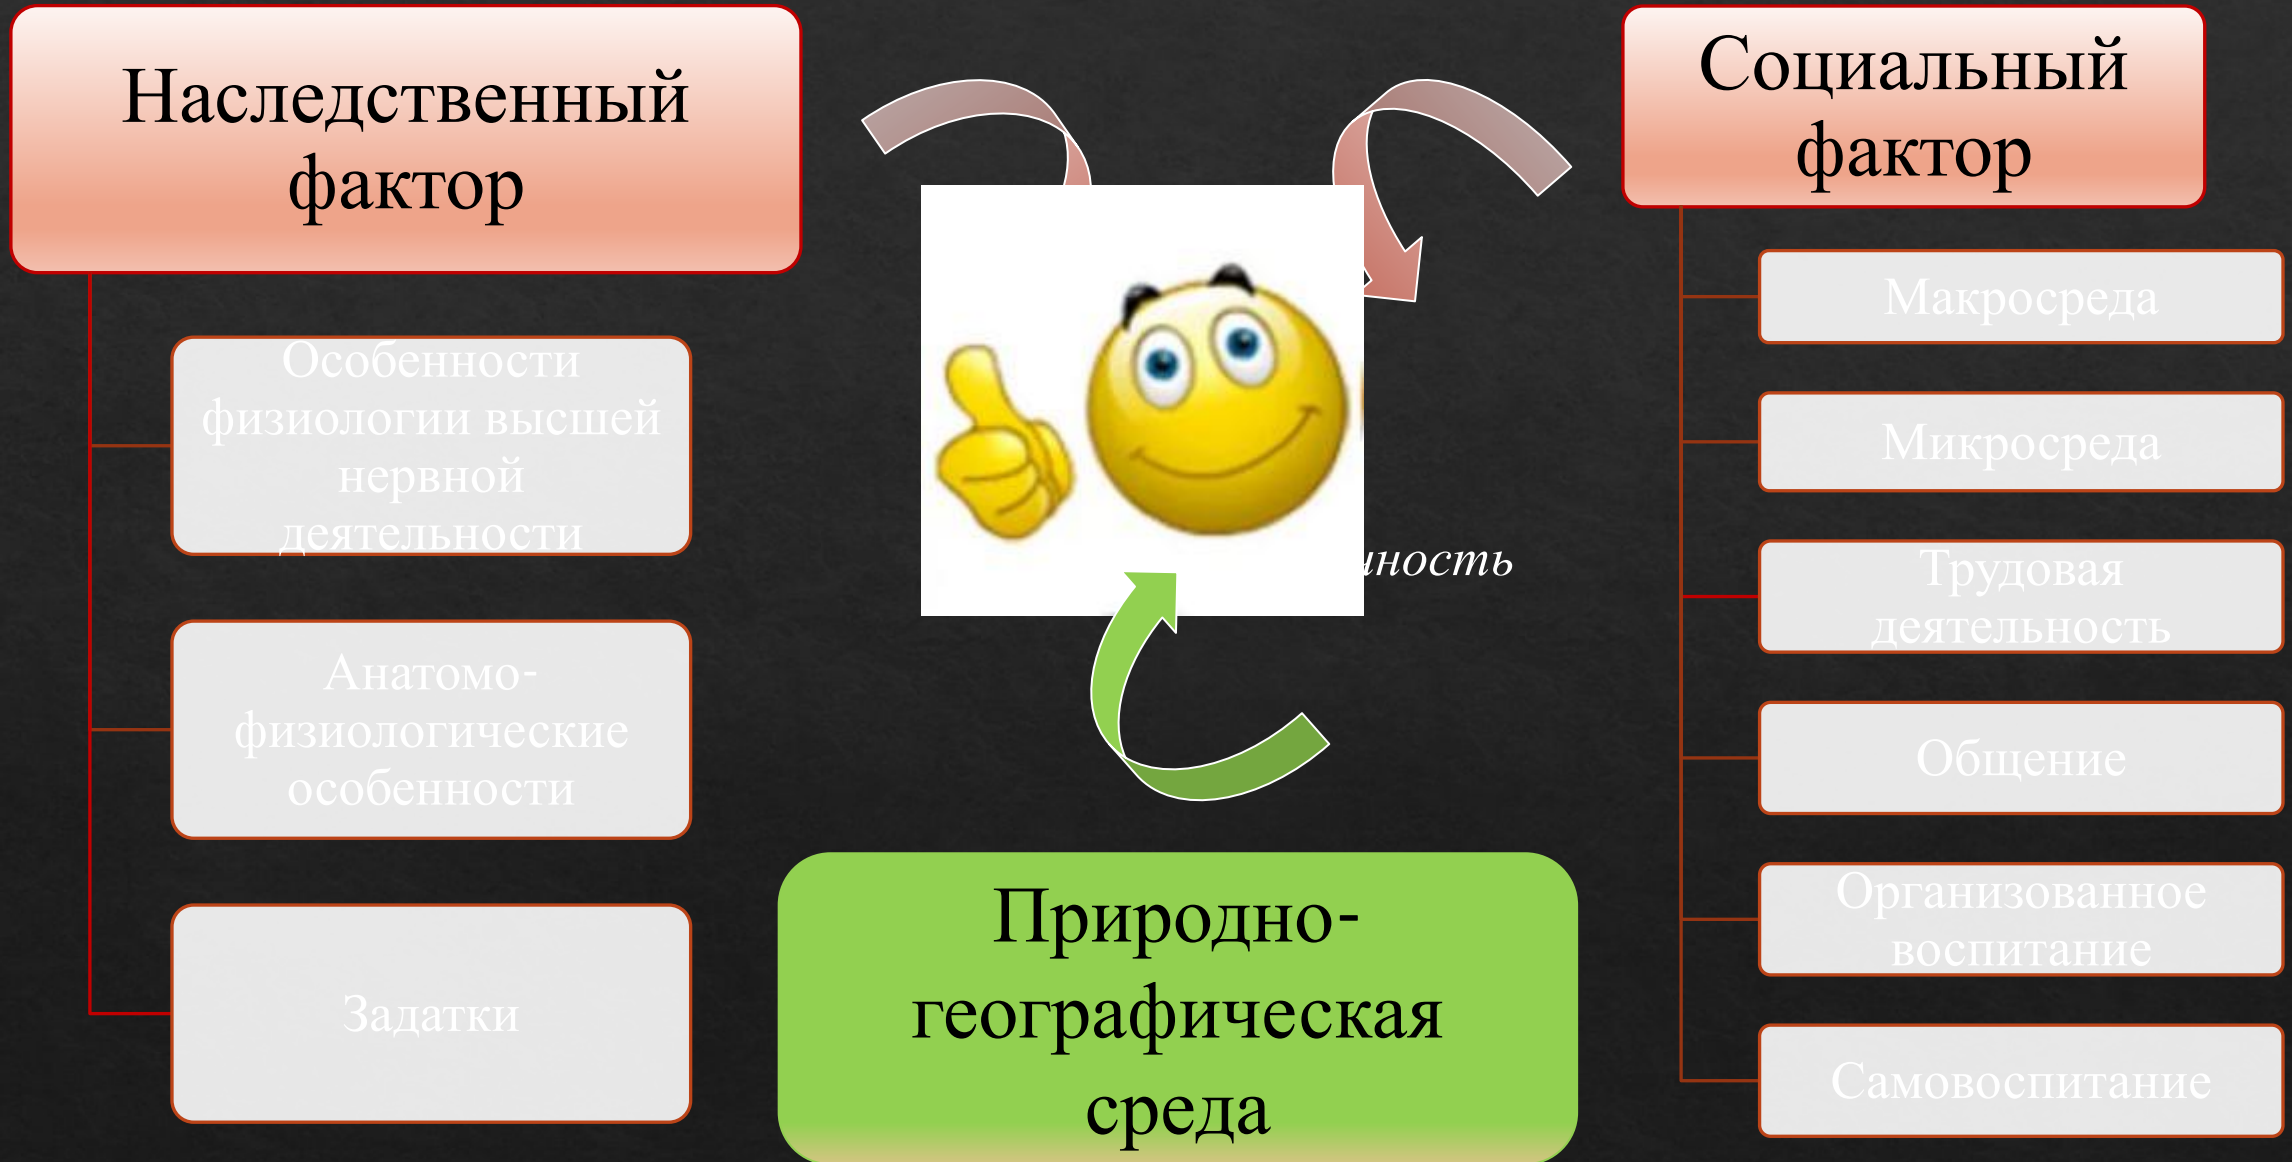 Наследственный
фактор
Особенности
физиологии высшей
нервной
деятельности
Анатомо-
физиологические
особенности
Задатки
Природно-
географическая
среда
Социальный
фактор
Макросреда
Микросреда
Трудовая
деятельность
Общение
Организованное
воспитание
Самовоспитание